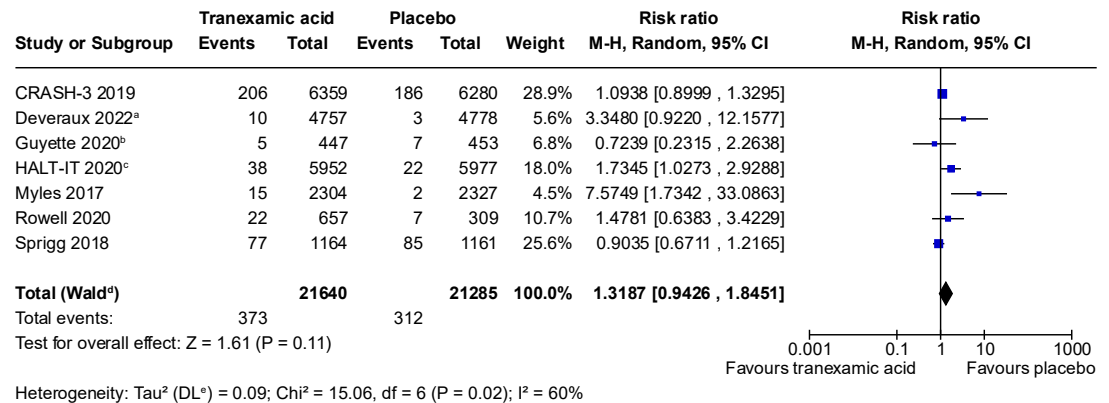 Tranexamic acid Placebo Risk ratio Risk ratio
Study or Subgroup Events Total Events Total Weight M-H, Random, 95% CI M-H, Random, 95% CI
CRASH-3 2019 206 6359 186 6280 28.9% 1.0938 [0.8999 , 1.3295]
Deveraux 2022ᵃ 10 4757 3 4778 5.6% 3.3480 [0.9220 , 12.1577]
Guyette 2020ᵇ 5 447 7 453 6.8% 0.7239 [0.2315 , 2.2638]
HALT-IT 2020ᶜ 38 5952 22 5977 18.0% 1.7345 [1.0273 , 2.9288]
Myles 2017 15 2304 2 2327 4.5% 7.5749 [1.7342 , 33.0863]
Rowell 2020 22 657 7 309 10.7% 1.4781 [0.6383 , 3.4229]
Sprigg 2018 77 1164 85 1161 25.6% 0.9035 [0.6711 , 1.2165]
Total (Waldᵈ) 21640 21285 100.0% 1.3187 [0.9426 , 1.8451]
Total events: 373 312
Test for overall effect: Z = 1.61 (P = 0.11)
0.001 0.1 1 10 1000
Favours tranexamic acid Favours placebo
Heterogeneity: Tau² (DLᵉ) = 0.09; Chi² = 15.06, df = 6 (P = 0.02); I² = 60%